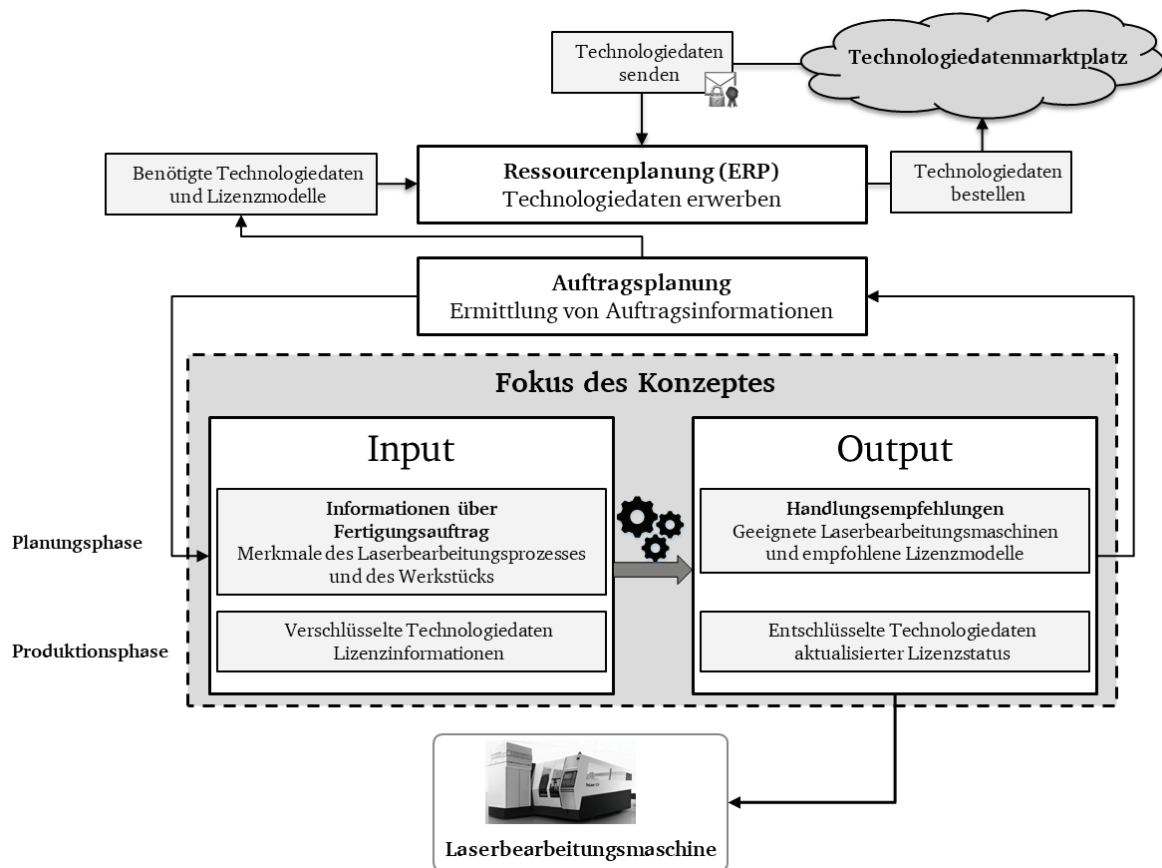 Technologiedaten
senden
Technologiedatenmarktplatz
Benötigte Technologiedaten
und Lizenzmodelle
Ressourcenplanung (ERP)
Technologiedaten erwerben
Technologiedaten
bestellen
Auftragsplanung
Ermittlung von Auftragsinformationen
Fokus des Konzeptes
Input
Output
Planungsphase
Informationen über
Fertigungsauftrag
Merkmale des Laserbearbeitungsprozesses
und des Werkstücks
Handlungsempfehlungen
Geeignete Laserbearbeitungsmaschinen
und empfohlene Lizenzmodelle
Produktionsphase
Verschlüsselte Technologiedaten
Lizenzinformationen
Entschlüsselte Technologiedaten
aktualisierter Lizenzstatus
Laserbearbeitungsmaschine